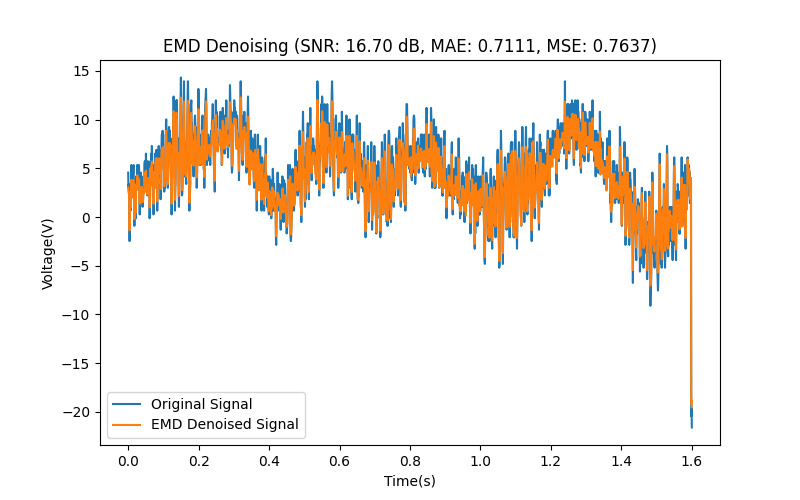 EMD Denoising (SNR: 16.70 dB, MAE: 0.7111, MSE: 0.7637)
15
10
5
0
−5
−10
−15
−20
Voltage(V)
Original Signal
EMD Denoised Signal
0.0 0.2 0.4 0.6 0.8 1.0 1.2 1.4 1.6
Time(s)